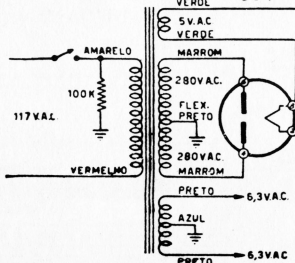 VERDE
5V.A.C
VERDE
AMARELO
MARROM
100K
280V.A.C.
117V.A.C.
FLEX.
PRETO
280V.A.C.
VERMELHO
MARROM
PRETO
6,3V.A.C.
AZUL
PRETO
6,3V.A.C